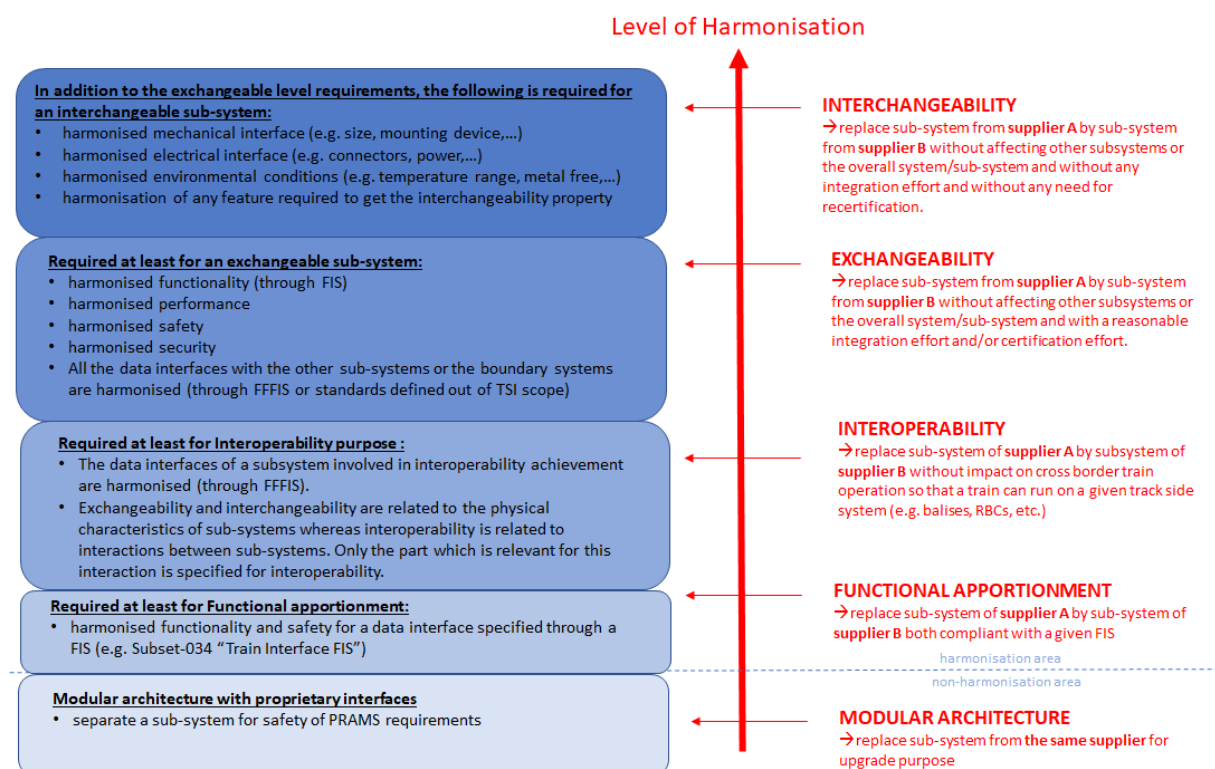 Level of Harmonisation
In addition to the exchangeable level requirements, the following is required for
an interchangeable sub-system:
• harmonised mechanical interface (e.g. size, mounting device,…)
• harmonised electrical interface (e.g. connectors, power,…)
• harmonised environmental conditions (e.g. temperature range, metal free,…)
• harmonisation of any feature required to get the interchangeability property
INTERCHANGEABILITY
→replace sub-system from supplier A by sub-system
from supplier B without affecting other subsystems or
the overall system/sub-system and without any
integration effort and without any need for
recertification.
Required at least for an exchangeable sub-system:
• harmonised functionality (through FIS)
• harmonised performance
• harmonised safety
• harmonised security
• All the data interfaces with the other sub-systems or the boundary systems
are harmonised (through FFFIS or standards defined out of TSI scope)
EXCHANGEABILITY
→replace sub-system from supplier A by sub-system
from supplier B without affecting other subsystems or
the overall system/sub-system and with a reasonable
integration effort and/or certification effort.
Required at least for Interoperability purpose :
• The data interfaces of a subsystem involved in interoperability achievement
are harmonised (through FFFIS).
• Exchangeability and interchangeability are related to the physical
characteristics of sub-systems whereas interoperability is related to
interactions between sub-systems. Only the part which is relevant for this
interaction is specified for interoperability.
INTEROPERABILITY
→replace sub-system of supplier A by subsystem of
supplier B without impact on cross border train
operation so that a train can run on a given track side
system (e.g. balises, RBCs, etc.)
Required at least for Functional apportionment:
• harmonised functionality and safety for a data interface specified through a
FIS (e.g. Subset-034 “Train Interface FIS”)
FUNCTIONAL APPORTIONMENT
→replace sub-system of supplier A by sub-system of
supplier B both compliant with a given FIS
harmonisation area
non-harmonisation area
Modular architecture with proprietary interfaces
• separate a sub-system for safety of PRAMS requirements
MODULAR ARCHITECTURE
→replace sub-system from the same supplier for
upgrade purpose